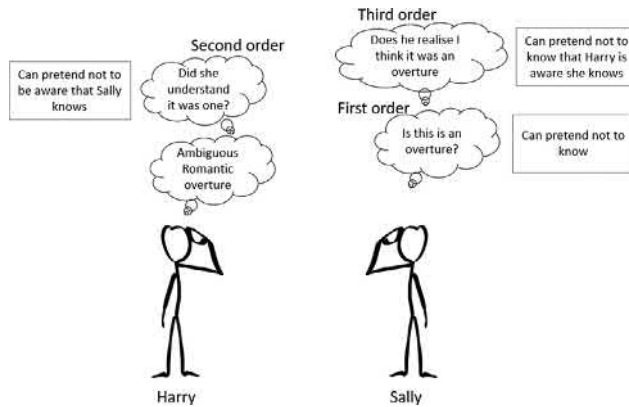 Third order
Second order
Does he realise I
think it was an
overture
Can pretend not to
know that Harry is
aware she knows
Can pretend not to
be aware that Sally
knows
Did she
understand
it was one?
First order
Is this is an
overture?
Can pretend not to
know
Ambiguous
Romantic
overture
Harry
Sally